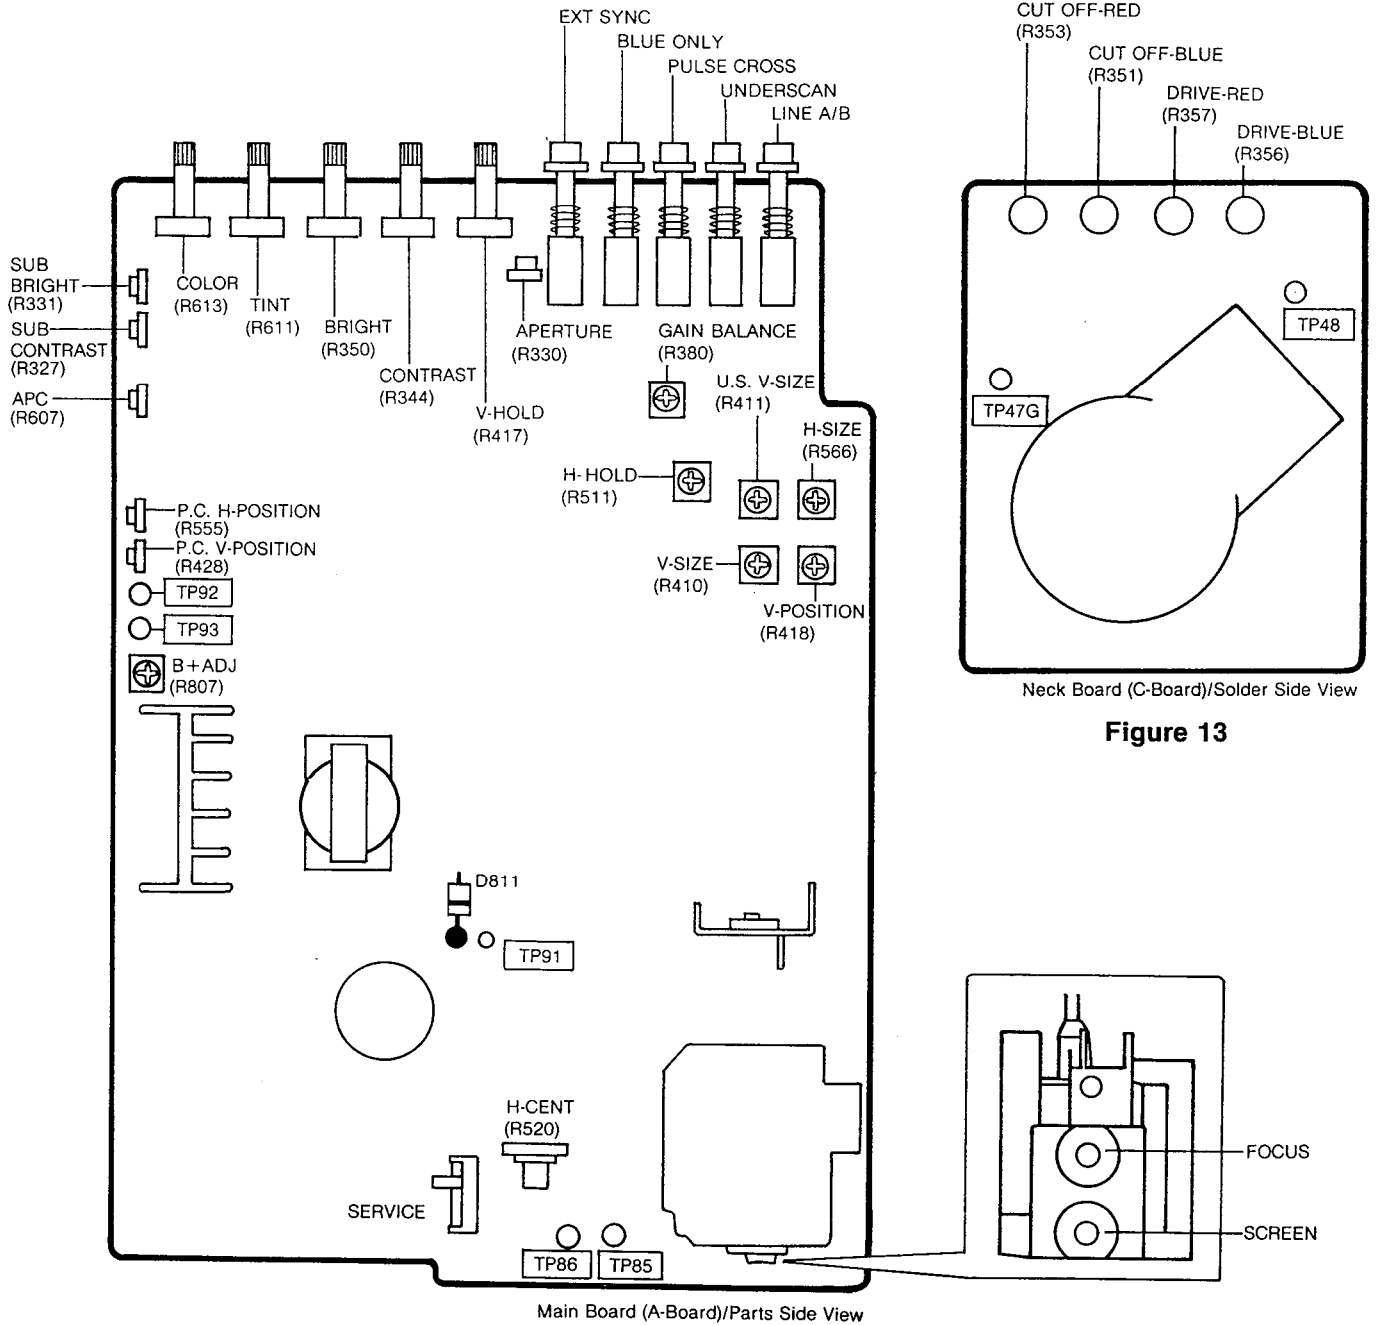 EXT SYNC
BLUE ONLY
PULSE CROSS
UNDERSCAN
LINE A/B
SUB
BRIGHT
(R331)
SUB
CONTRAST
(R327)
APC
(R607)
COLOR
(R613)
TINT
(R611)
BRIGHT
(R350)
CONTRAST
(R344)
V-HOLD
(R417)
APERTURE
(R330)
GAIN BALANCE
(R380)
U.S. V-SIZE
(R411)
H-SIZE
(R566)
H-HOLD
(R511)
V-SIZE
(R410)
V-POSITION
(R418)
P.C. H-POSITION
(R555)
P.C. V-POSITION
(R428)
TP92
TP93
B+ADJ
(R807)
D811
TP91
H-CENT
(R520)
SERVICE
TP86
TP85
Main Board (A-Board)/Parts Side View
CUT OFF-RED
(R353)
CUT OFF-BLUE
(R351)
DRIVE-RED
(R357)
DRIVE-BLUE
(R356)
TP48
TP47G
Neck Board (C-Board)/Solder Side View
Figure 13
FOCUS
SCREEN